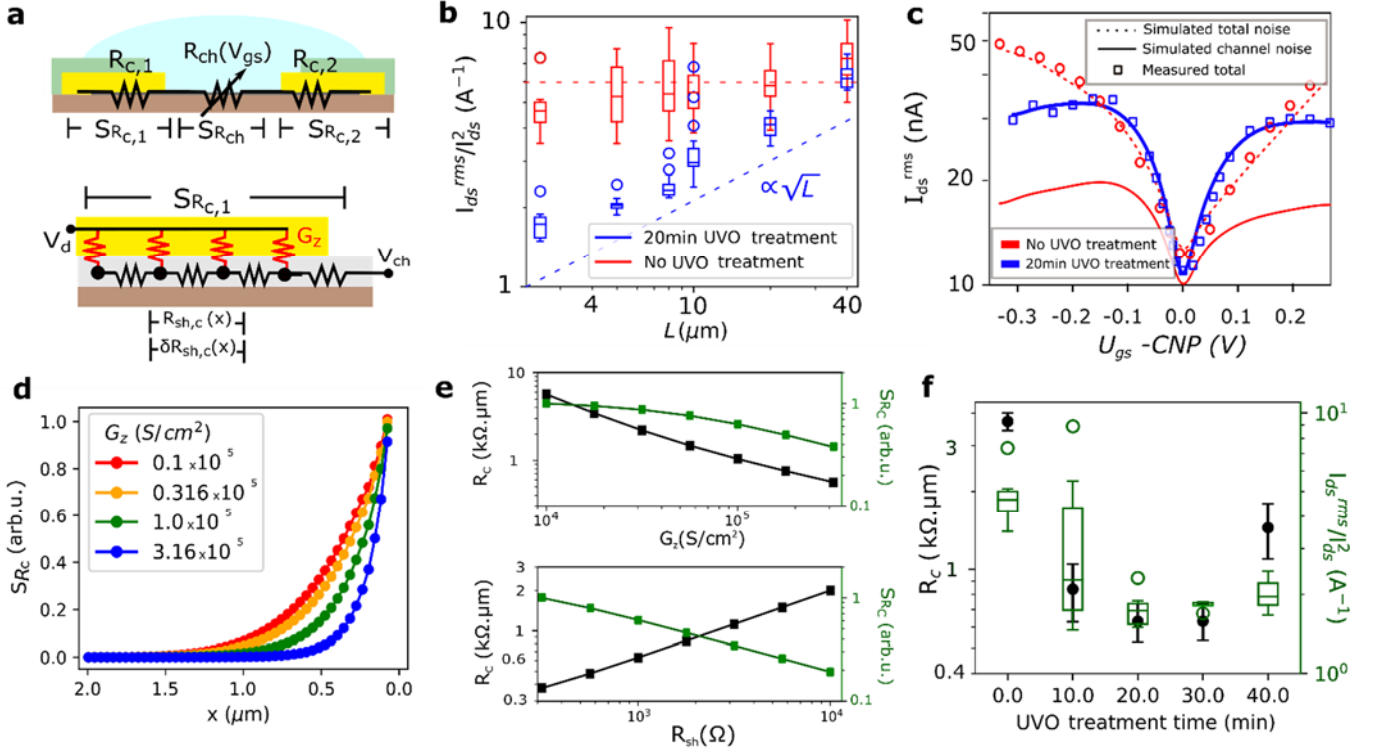 a
R_c,1
R_ch(V_gs)
R_c,2
S_Rc,1
S_Rch
S_Rc,2
S_Rc,1
V_d
G_z
V_ch
R_sh,c (x)
δR_sh,c(x)
b
10
1
I_ds^rms/I_ds^2 (A^-1)
∝√L
20min UVO treatment
No UVO treatment
4
10
20
40
L(μm)
c
50
20
10
I_ds^rms (nA)
Simulated total noise
Simulated channel noise
Measured total
No UVO treatment
20min UVO treatment
-0.3
-0.2
-0.1
0.0
0.1
0.2
U_gs -CNP (V)
d
1.0
0.8
0.6
0.4
0.2
0.0
S_Rc (arb.u.)
G_z (S/cm^2)
0.1 x10^5
0.316 x10^5
1.0 x10^5
3.16 x10^5
2.0
1.5
1.0
0.5
0.0
x (μm)
e
10
1
R_c (kΩ.μm)
1
0.1
S_Rc (arb.u.)
10^4
10^5
G_z(S/cm^2)
3
2
1
0.6
0.3
R_c (kΩ.μm)
1
0.1
S_Rc (arb.u.)
10^3
10^4
R_sh(Ω)
f
3
1
0.4
R_c (kΩ.μm)
10^1
10^0
I_ds^rms/I_ds^2 (A^-1)
0.0
10.0
20.0
30.0
40.0
UVO treatment time (min)